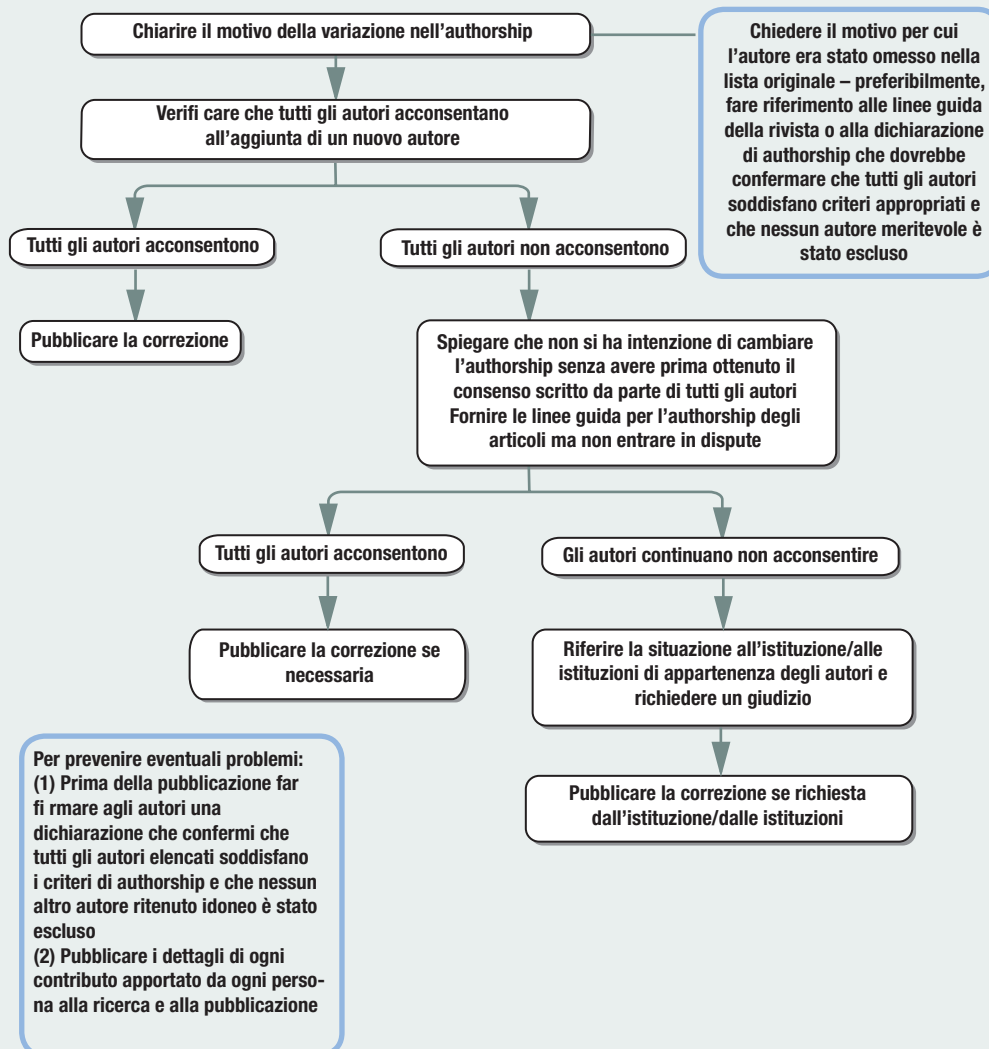 Chiarire il motivo della variazione nell’authorship
Chiedere il motivo per cui
l’autore era stato omesso nella
lista originale – preferibilmente,
fare riferimento alle linee guida
della rivista o alla dichiarazione
di authorship che dovrebbe
confermare che tutti gli autori
soddisfano criteri appropriati e
che nessun autore meritevole è
stato escluso
Verifi care che tutti gli autori acconsentano
all’aggiunta di un nuovo autore
Tutti gli autori acconsentono
Tutti gli autori non acconsentono
Pubblicare la correzione
Spiegare che non si ha intenzione di cambiare
l’authorship senza avere prima ottenuto il
consenso scritto da parte di tutti gli autori
Fornire le linee guida per l’authorship degli
articoli ma non entrare in dispute
Tutti gli autori acconsentono
Gli autori continuano non acconsentire
Pubblicare la correzione se
necessaria
Riferire la situazione all’istituzione/alle
istituzioni di appartenenza degli autori e
richiedere un giudizio
Pubblicare la correzione se richiesta
dall’istituzione/dalle istituzioni
Per prevenire eventuali problemi:
(1) Prima della pubblicazione far
fi rmare agli autori una
dichiarazione che confermi che
tutti gli autori elencati soddisfano
i criteri di authorship e che nessun
altro autore ritenuto idoneo è stato
escluso
(2) Pubblicare i dettagli di ogni
contributo apportato da ogni perso-
na alla ricerca e alla pubblicazione